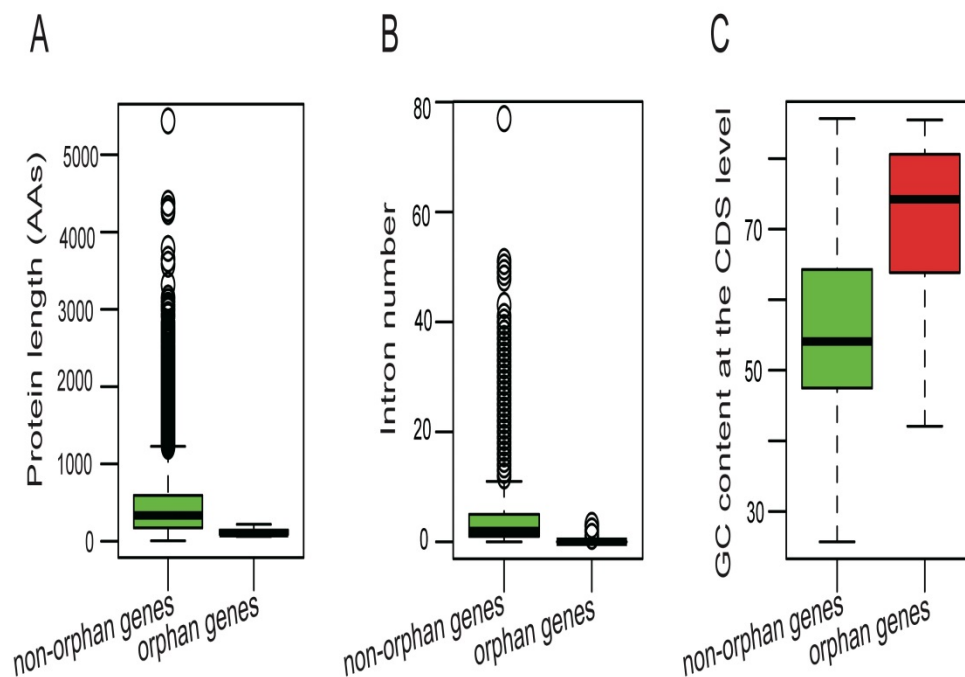 A
B
C
Protein length (AAs)
5000
4000
3000
2000
1000
0
non-orphan genes
orphan genes
Intron number
80
60
40
20
0
non-orphan genes
orphan genes
GC content at the CDS level
70
50
30
non-orphan genes
orphan genes